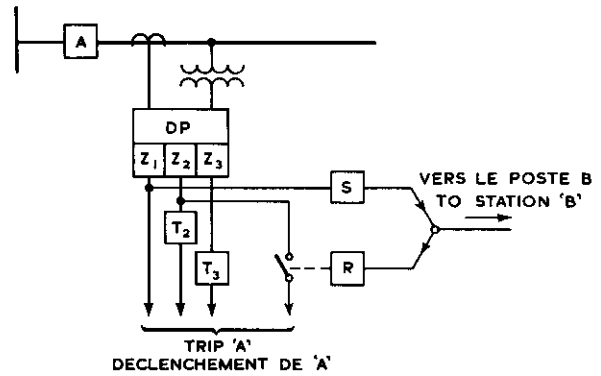 A
DP
Z1 Z2 Z3
S
VERS LE POSTE B
TO STATION 'B'
T2
T3
R
TRIP 'A'
DECLENCHEMENT DE 'A'